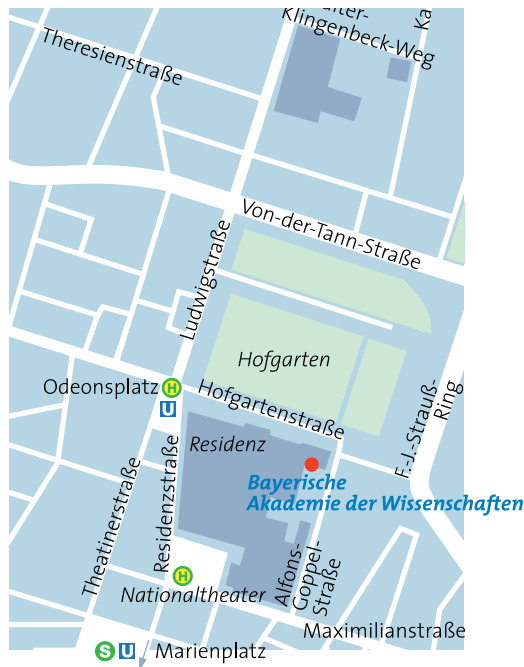 Klingenbeck-Weg
Theresienstraße
Von-der-Tann-Straße
Ludwigstraße
Hofgarten
Odeonsplatz H
U
Hofgartenstraße
F.-J.-Strauß-
Ring
Residenz
Bayerische
Akademie der Wissenschaften
Residenzstraße
Theatinerstraße
H
Nationaltheater
Alfons-
Goppel-
Straße
Maximilianstraße
S U Marienplatz